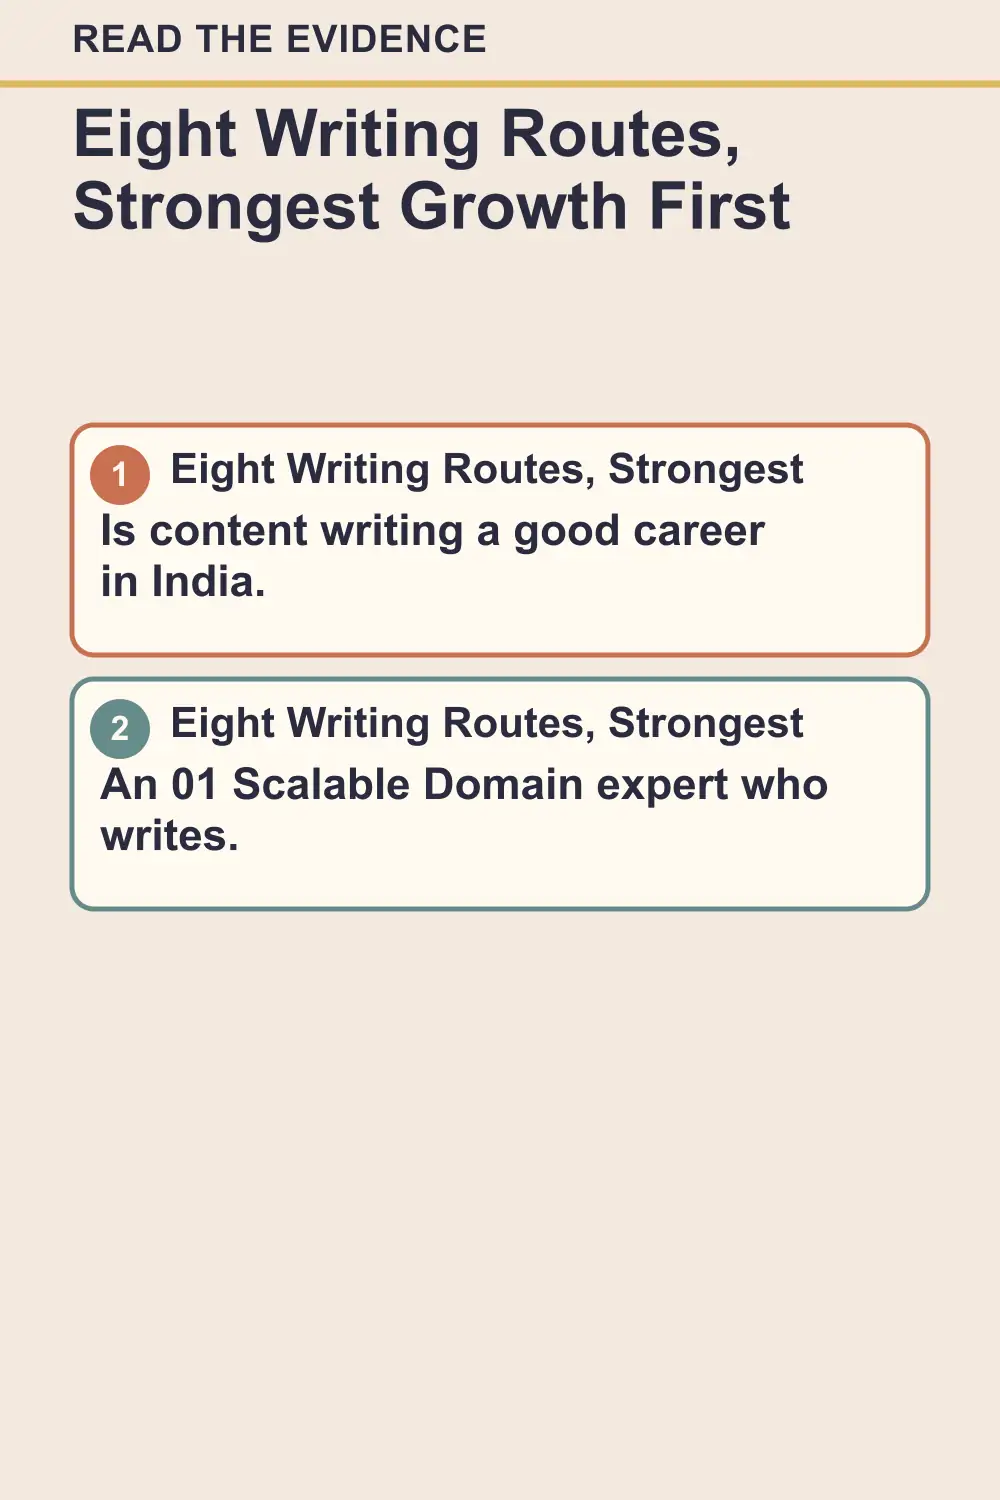 READ THE EVIDENCE
Eight Writing Routes,
Strongest Growth First
1 Eight Writing Routes, Strongest
Is content writing a good career
in India.
2 Eight Writing Routes, Strongest
An 01 Scalable Domain expert who
writes.